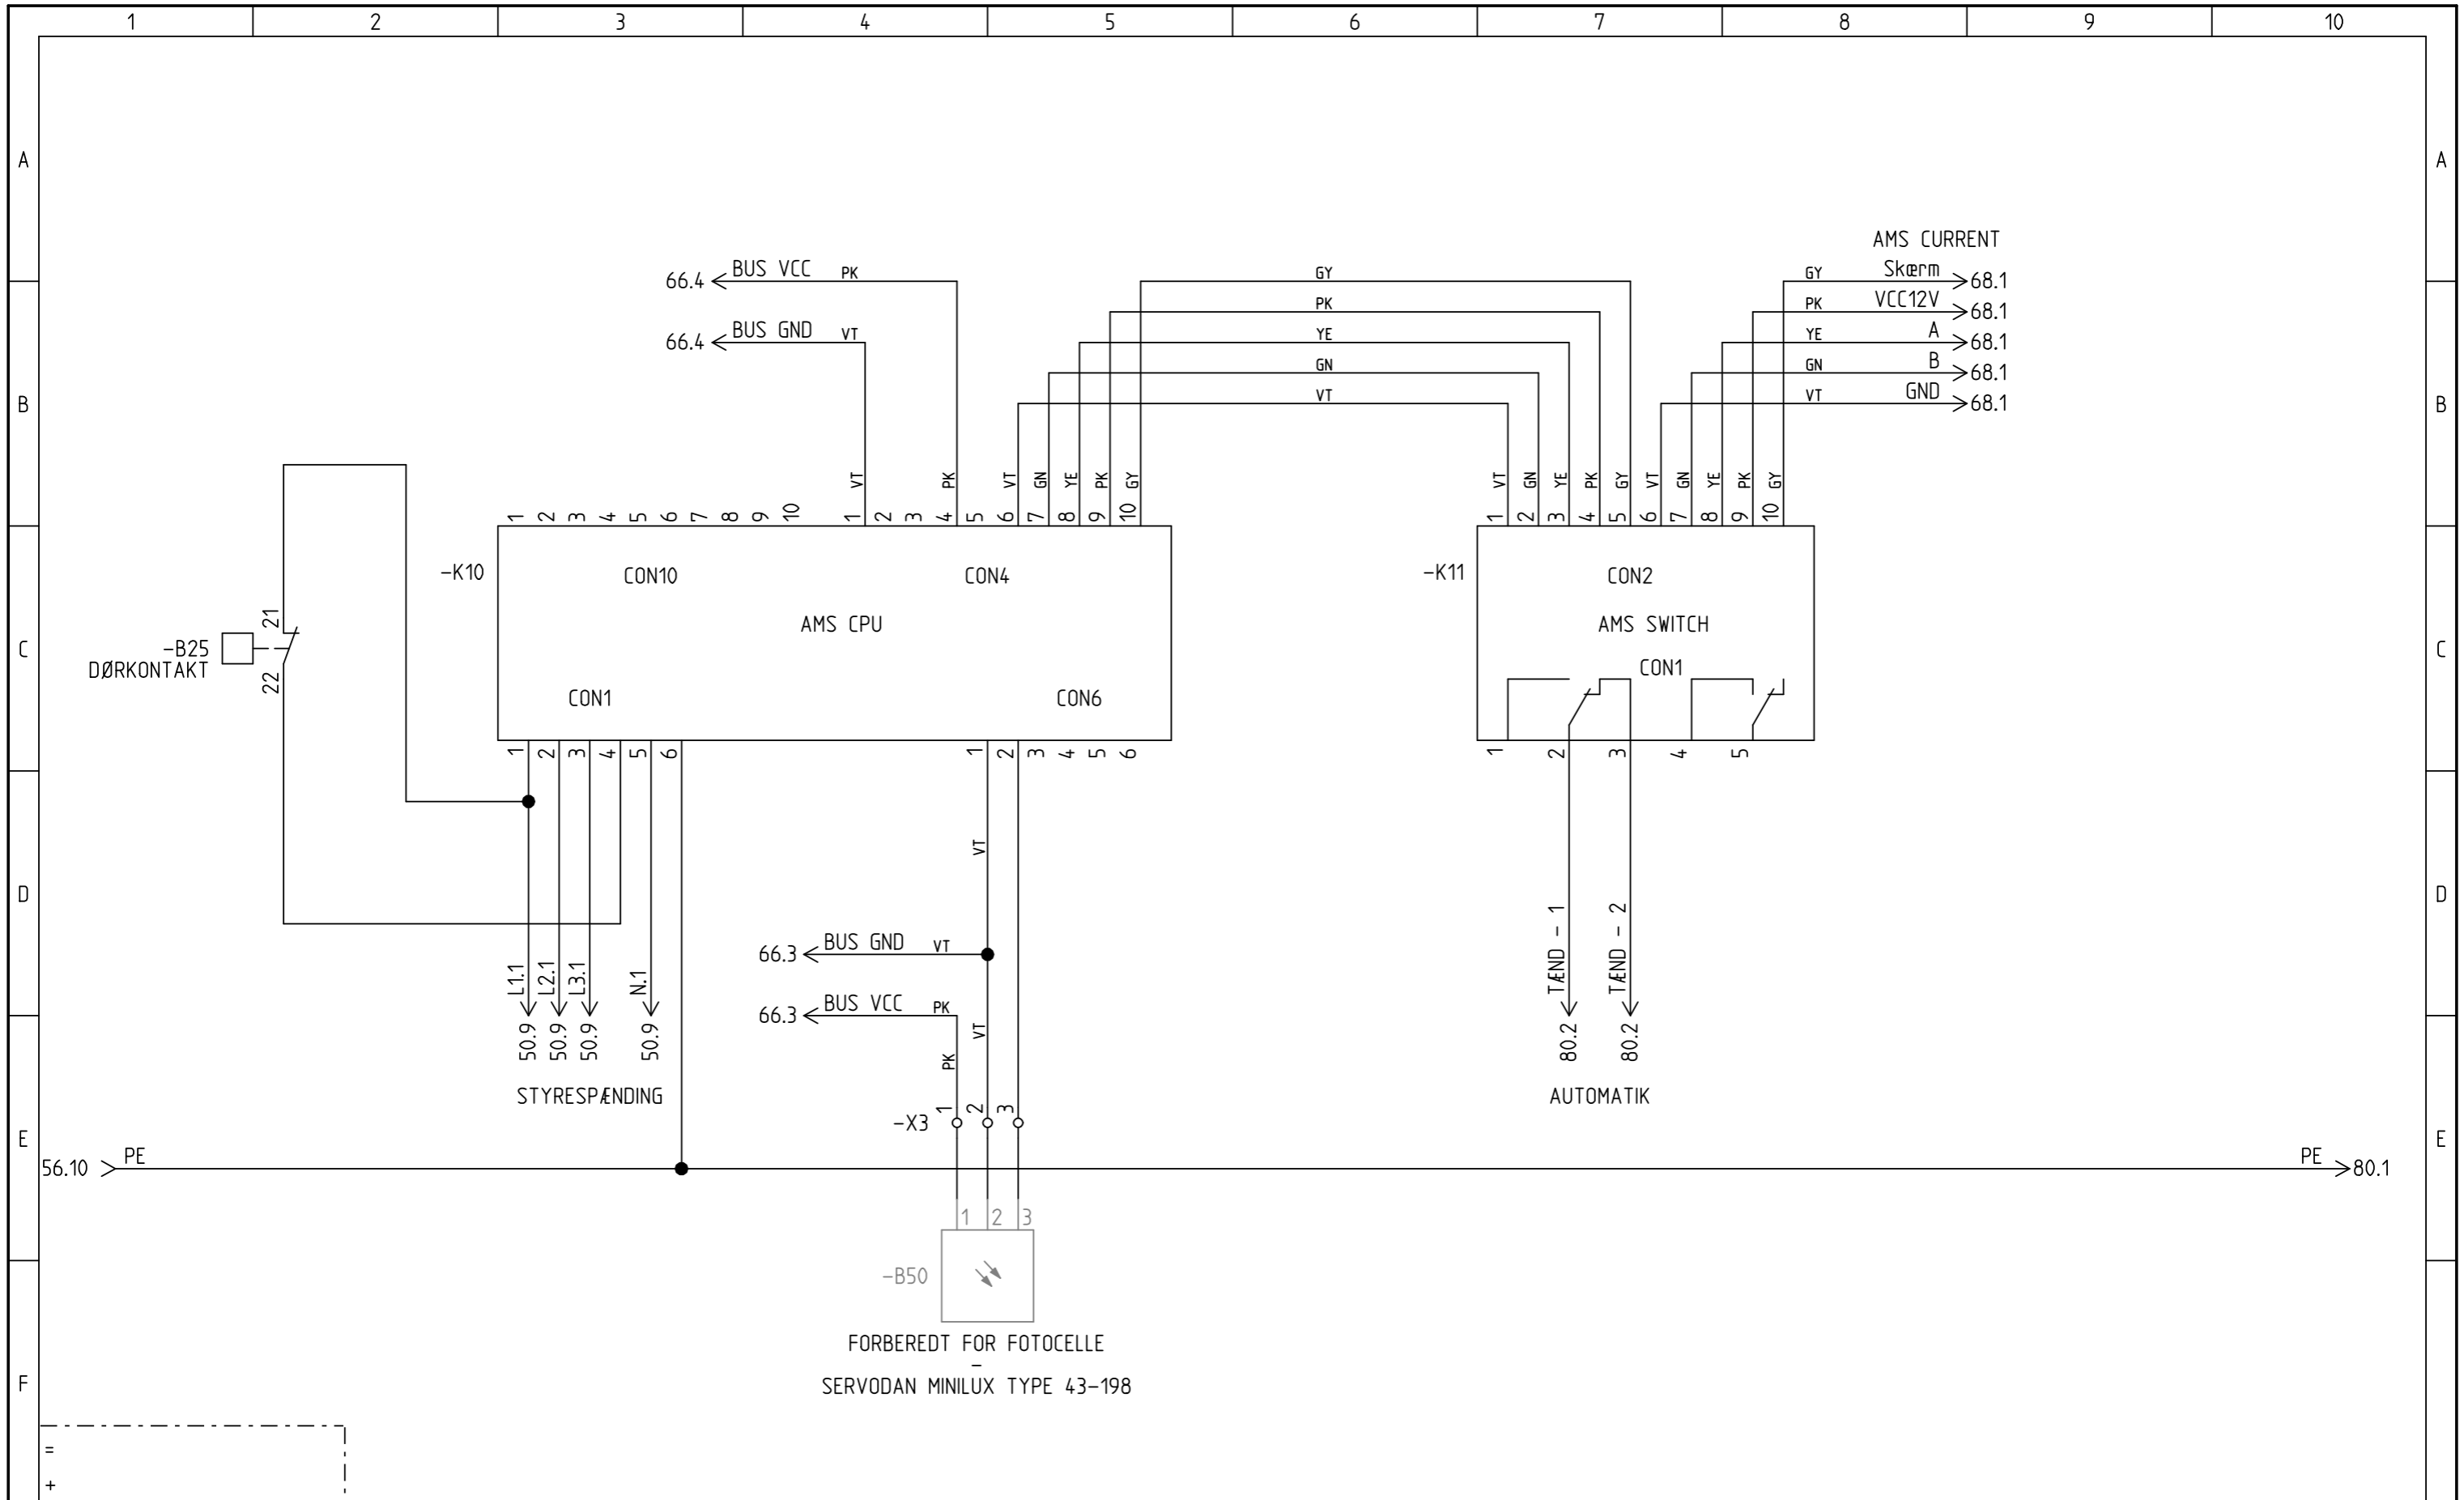 1 2 3 4 5 6 7 8 9 10
A A
AMS CURRENT
66.4 BUS VCC PK
GY
GY Skærm 68.1
PK
PK VCC12V 68.1
66.4 BUS GND VT
YE
YE A 68.1
GN
GN B 68.1
VT
VT GND 68.1
B B
VT PK VT GN YE PK GY
VT GN YE PK GY VT GN YE PK GY
1 2 3 4 5 6 7 8 9 10
1 2 3 4 5 6 7 8 9 10
1 2 3 4 5 6 7 8 9 10
-K10
CON10
CON4
-K11
CON2
AMS CPU
AMS SWITCH
21
-B25
DØRKONTAKT
22
C C
CON1
CON1
CON6
1 2 3 4 5 6
1 2 3 4 5 6
1 2 3 4 5
VT
D D
66.3 BUS GND VT
TÆND - 1
TÆND - 2
L1.1 L2.1 L3.1 N.1
66.3 BUS VCC PK
VT
PK
50.9 50.9 50.9 50.9
80.2 80.2
STYRESPÆNDING
AUTOMATIK
-X3 1 2 3
E E
56.10 PE
PE 80.1
1 2 3
-B50
FORBEREDT FOR FOTOCELLE
-
SERVODAN MINILUX TYPE 43-198
F F
=
+